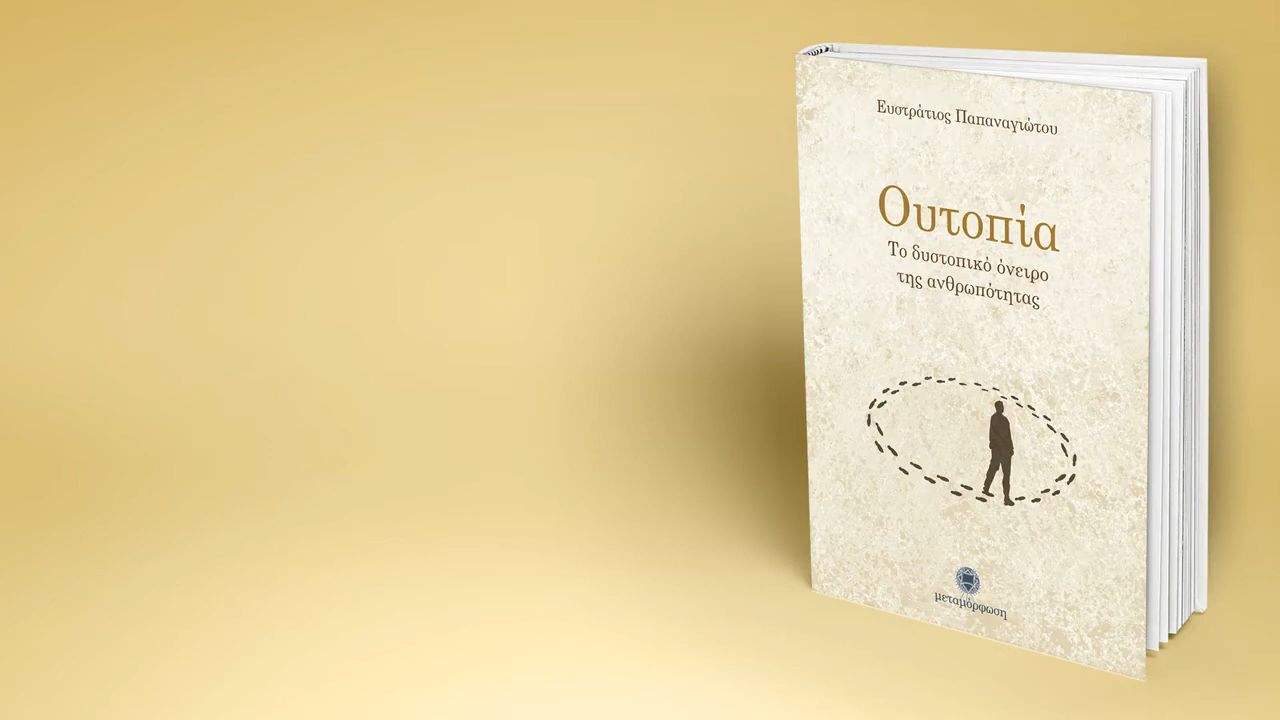 Ευστράτιος Παπαναγιώτου
Ουτοπία
Το δυστοπικό όνειρο
της ανθρωπότητας
μεταμόρφωση